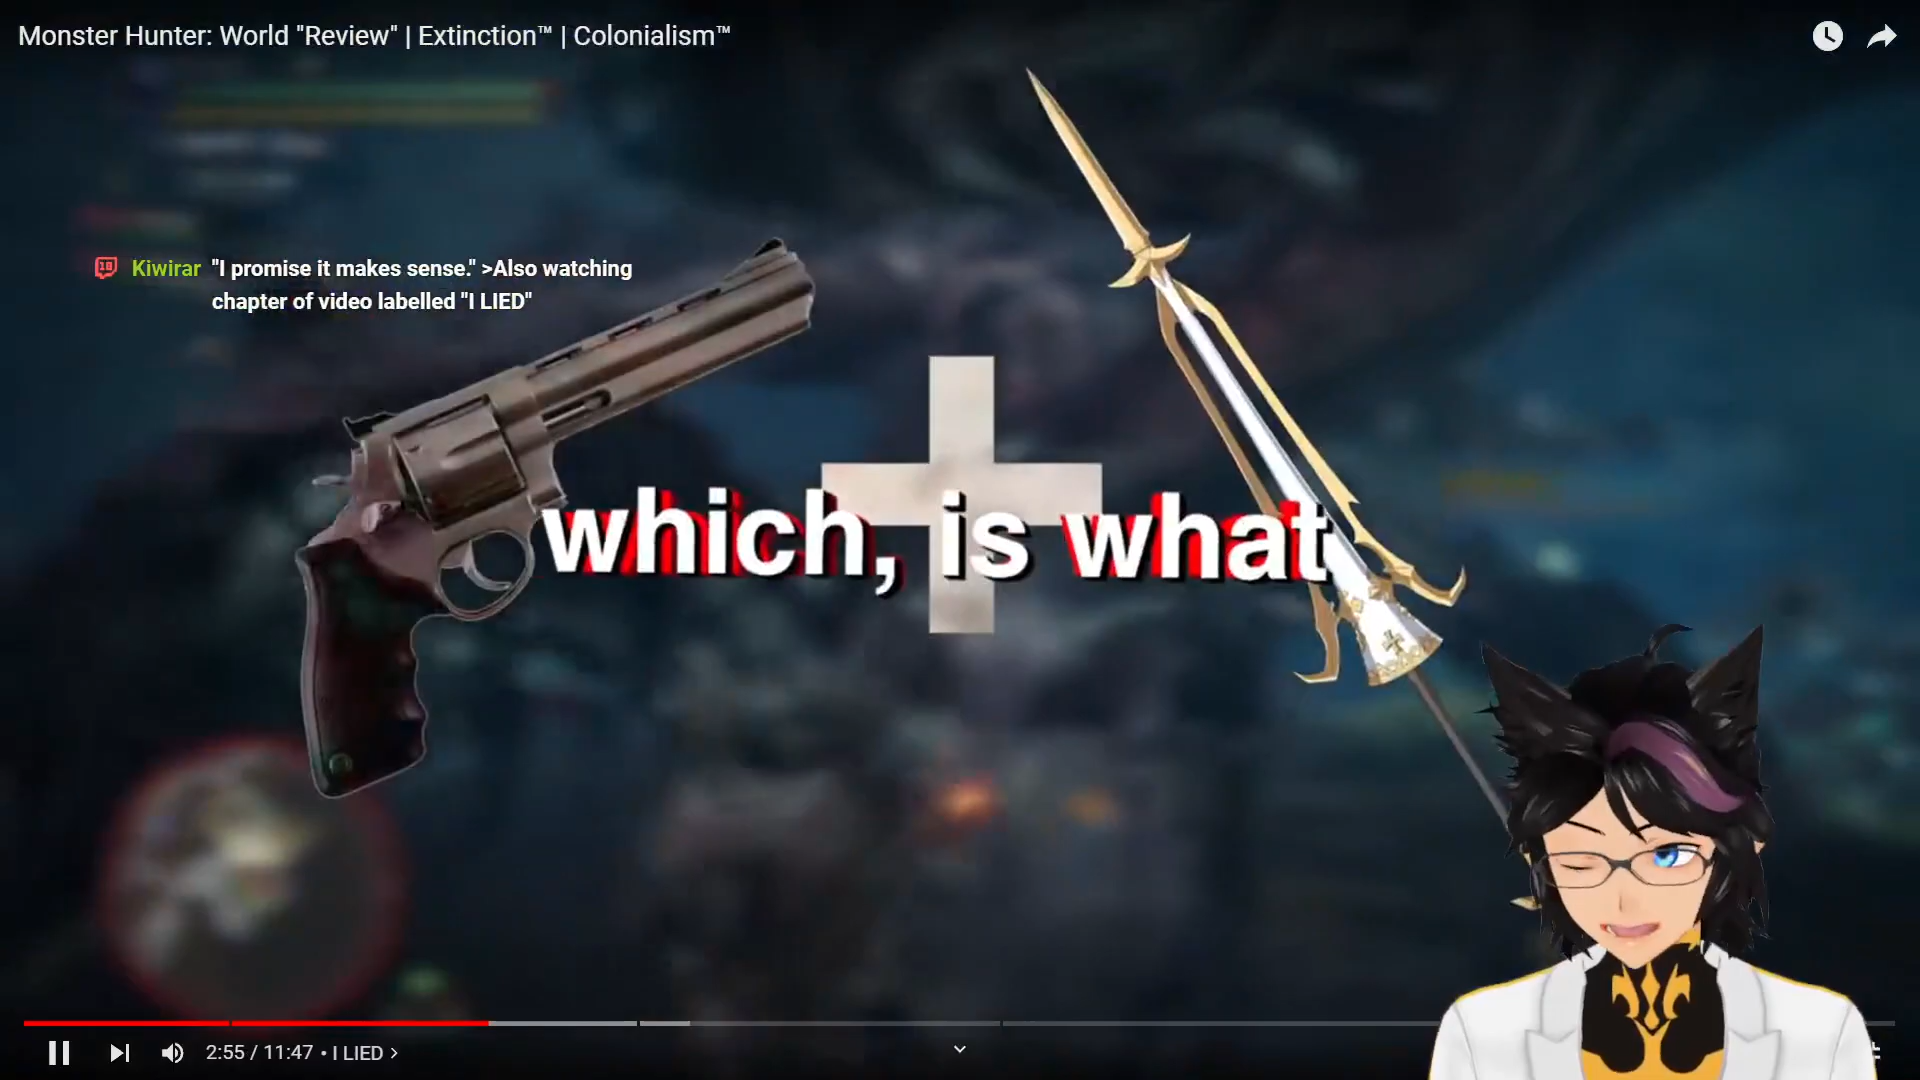 Monster Hunter: World "Review" | Extinction™ | Colonialism™
18 Kiwirar "I promise it makes sense." >Also watching
chapter of video labelled "I LIED"
which, is what
2:55 / 11:47 • I LIED >